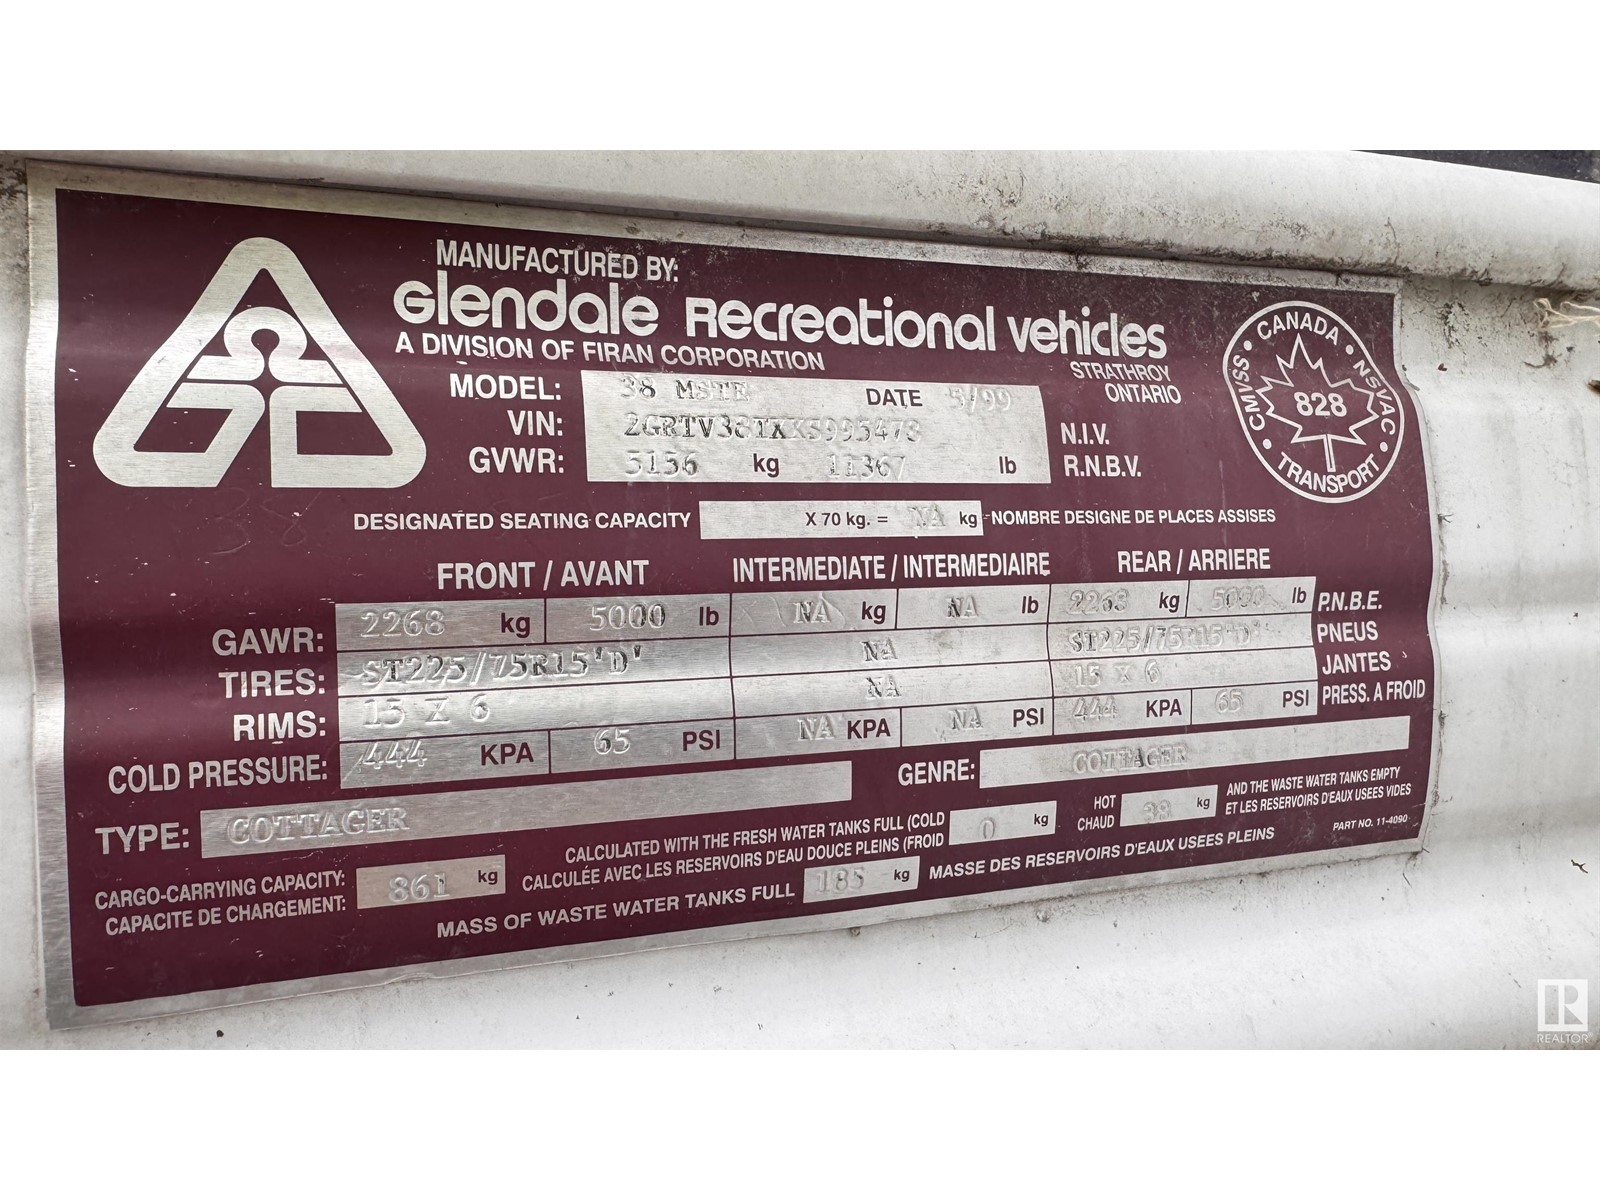 MANUFACTURED BY:
Glendale Recreational Vehicles
A DIVISION OF FIRAN CORPORATION
STRATHROY
ONTARIO
MODEL: 38 MSTE DATE 5/99
VIN: 2GRTV38TXXS995478 N.I.V.
GVWR: 5156 kg 11367 lb R.N.B.V.
CANADA
CMVSS • NSVAC
828
TRANSPORT
DESIGNATED SEATING CAPACITY X 70 kg. = NA kg NOMBRE DESIGNE DE PLACES ASSISES
FRONT / AVANT INTERMEDIATE / INTERMEDIAIRE REAR / ARRIERE
GAWR: 2268 kg 5000 lb NA kg NA lb 2268 kg 5000 lb P.N.B.E.
TIRES: ST225/75R15'D' NA ST225/75R15'D' PNEUS
RIMS: 15 X 6 NA 15 X 6 JANTES
COLD PRESSURE: 444 KPA 65 PSI NA KPA NA PSI 444 KPA 65 PSI PRESS. A FROID
TYPE: COTTAGER GENRE: COTTAGER
CARGO-CARRYING CAPACITY: 861 kg
CAPACITE DE CHARGEMENT:
CALCULATED WITH THE FRESH WATER TANKS FULL (COLD 0 kg HOT kg AND THE WASTE WATER TANKS EMPTY
CALCULÉE AVEC LES RESERVOIRS D'EAU DOUCE PLEINS (FROID CHAUD ET LES RESERVOIRS D'EAUX USEES VIDES
MASS OF WASTE WATER TANKS FULL 185 kg MASSE DES RESERVOIRS D'EAUX USEES PLEINS
PART NO. 11-4090
REALTOR